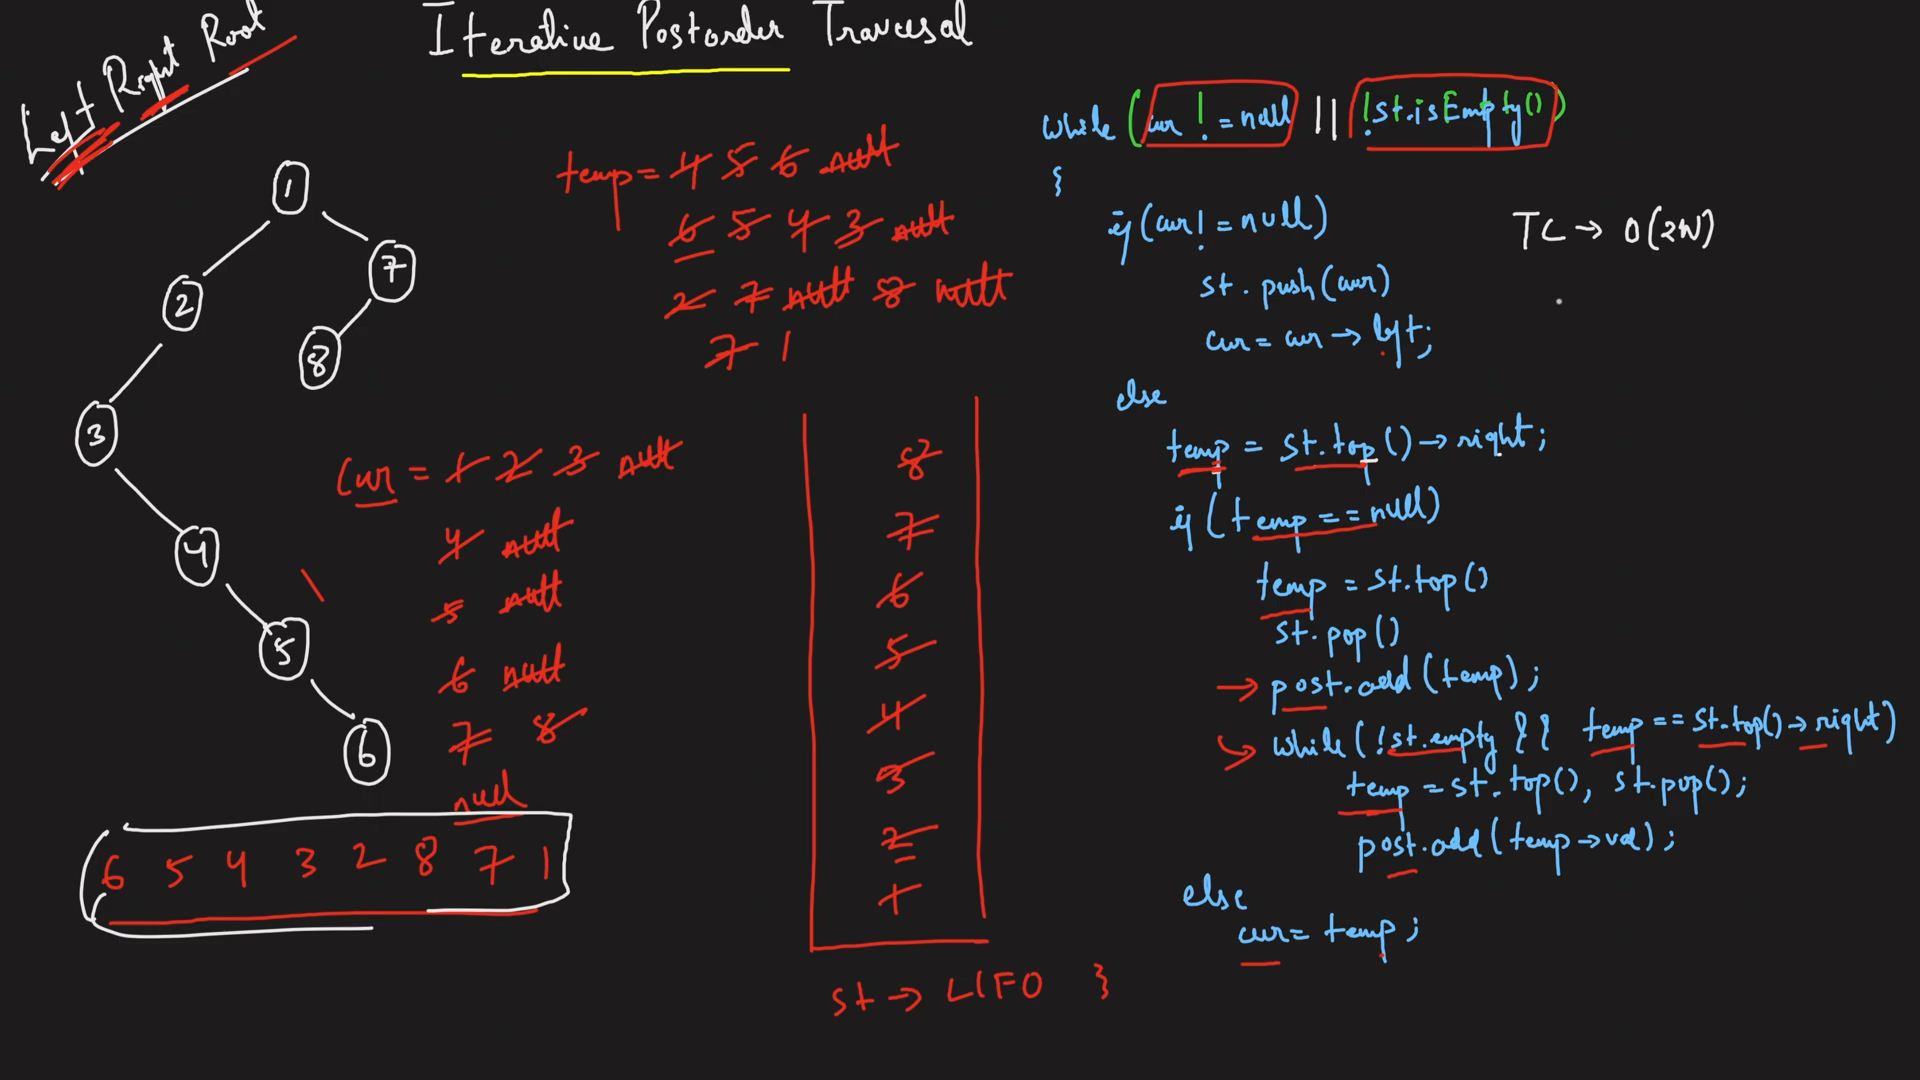 Iterative Postorder Traversal
Left Right Root
1
2
7
8
3
4
5
6
temp = 4 5 6 null
6 5 4 3 null
2 7 null 8 null
7 1
cur = 1 2 3 null
4 null
5 null
6 null
7 8
null
6 5 4 3 2 8 7 1
8
7
6
5
4
3
2
1
st → LIFO
while (cur != null || !st.isEmpty())
{
if (cur != null)
st.push(cur)
cur = cur → left;
else
temp = st.top() → right;
if (temp == null)
temp = st.top()
st.pop()
→ post.add(temp);
while (!st.empty && temp == st.top() → right)
temp = st.top(), st.pop();
post.add(temp → val);
else
cur = temp;
}
TC → O(2N)